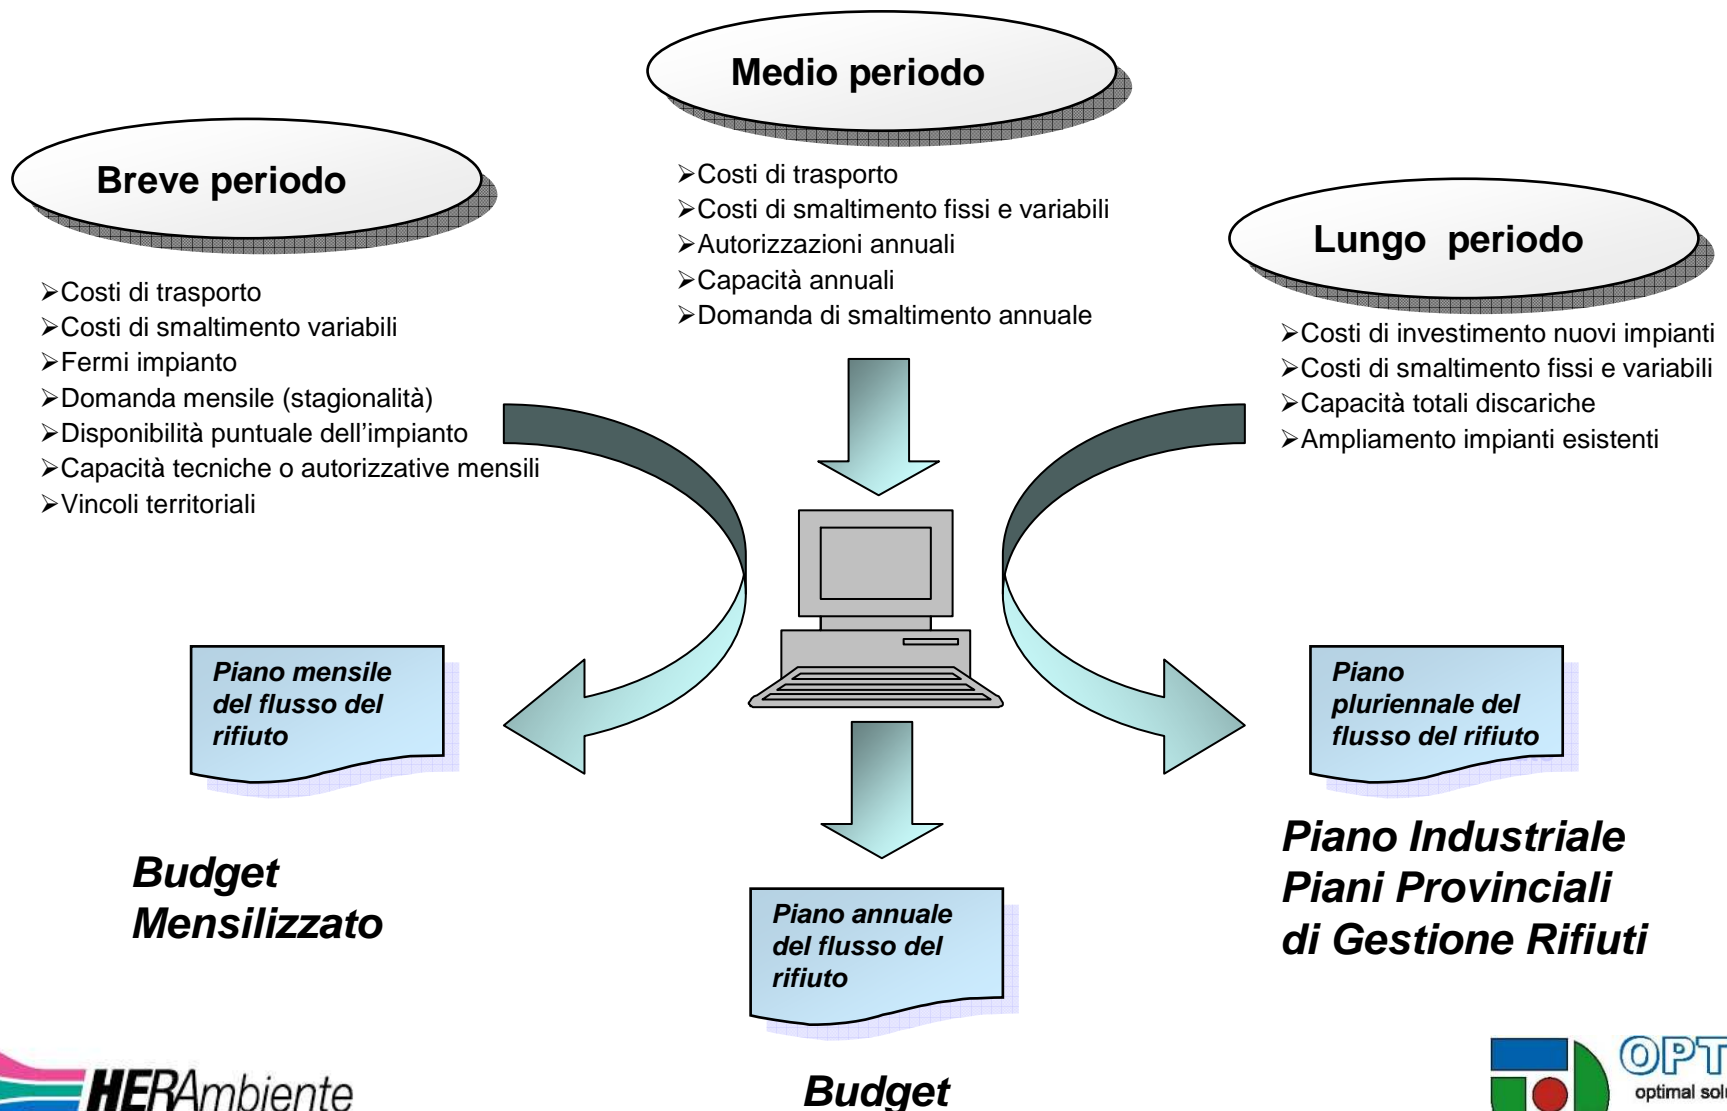 Medio periodo
➢Costi di trasporto
➢Costi di smaltimento fissi e variabili
➢Autorizzazioni annuali
➢Capacità annuali
➢Domanda di smaltimento annuale
Breve periodo
➢Costi di trasporto
➢Costi di smaltimento variabili
➢Fermi impianto
➢Domanda mensile (stagionalità)
➢Disponibilità puntuale dell'impianto
➢Capacità tecniche o autorizzative mensili
➢Vincoli territoriali
Lungo periodo
➢Costi di investimento nuovi impianti
➢Costi di smaltimento fissi e variabili
➢Capacità totali discariche
➢Ampliamento impianti esistenti
Piano mensile
del flusso del
rifiuto
Budget
Mensilizzato
Piano annuale
del flusso del
rifiuto
Budget
Piano
pluriennale del
flusso del rifiuto
Piano Industriale
Piani Provinciali
di Gestione Rifiuti
HERAmbiente
OPT
optimal solu